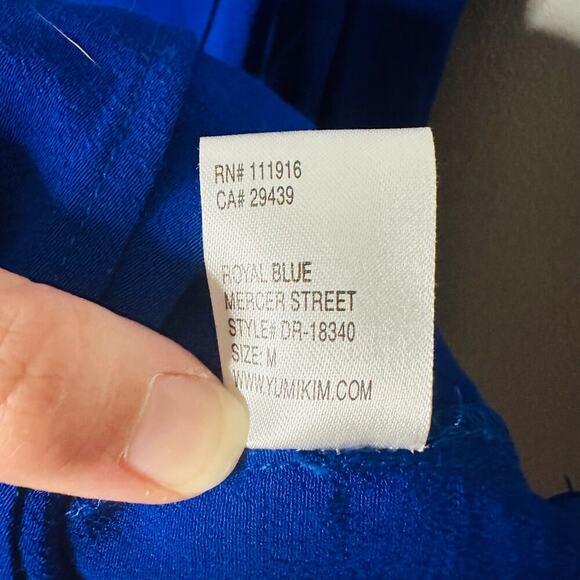 RN# 111916
CA# 29439
ROYAL BLUE
MERCER STREET
STYLE# DR-18340
SIZE: M
WWW.YUMIKIM.COM